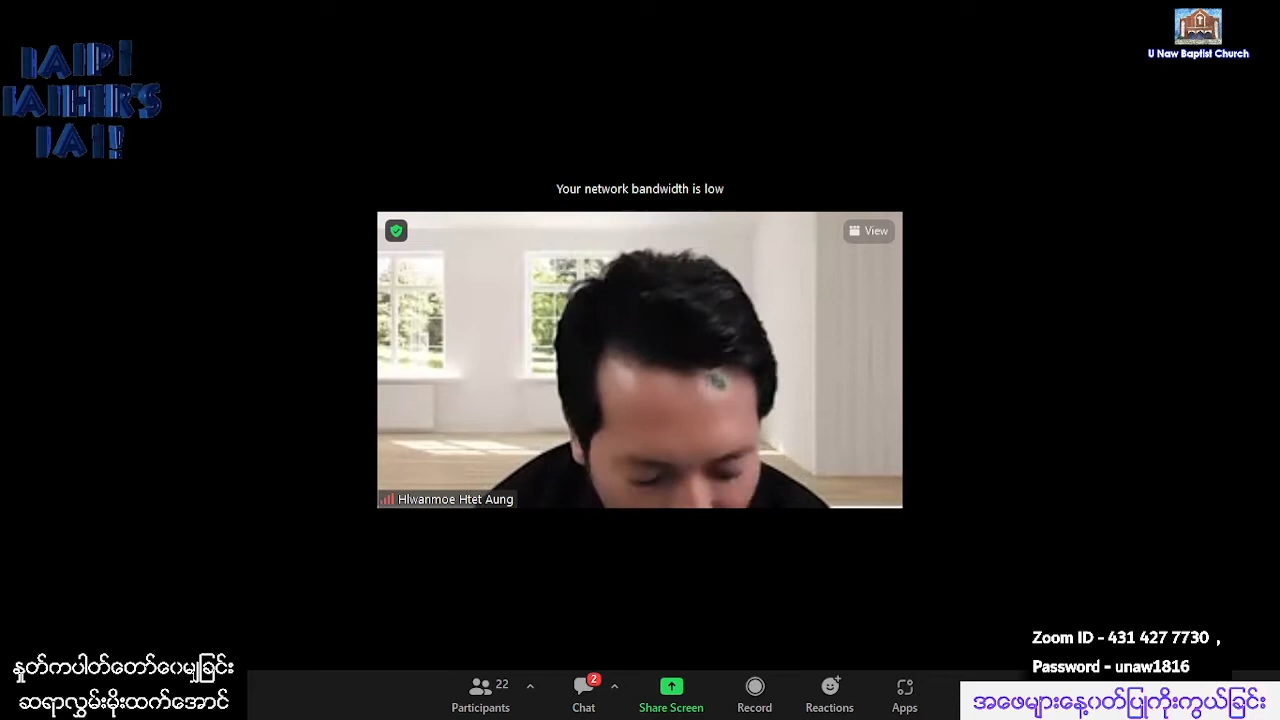 U Naw Baptist Church
Your network bandwidth is low
View
Hlwanmoe Htet Aung
Zoom ID - 431 427 7730 ,
Password - unaw1816
နှုတ်ကပါတ်တော်ဝေမျှခြင်း
ဆရာလွှမ်းမိုးထက်အောင်
22
2
Participants
Chat
Share Screen
Record
Reactions
Apps
အဖေများနေ့ဝတ်ပြုကိုးကွယ်ခြင်း